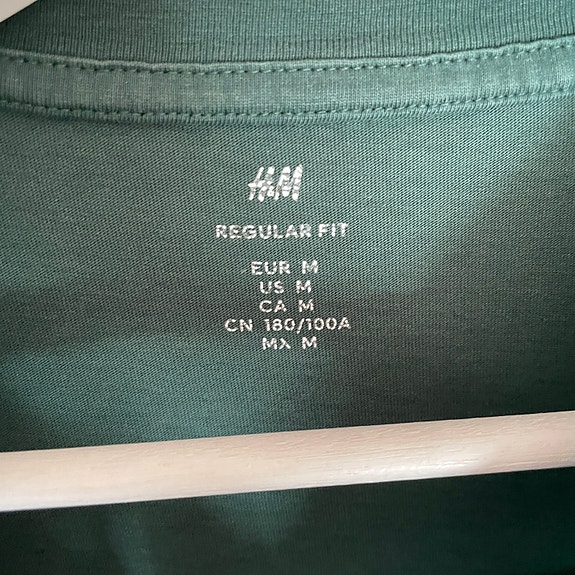 H&M
REGULAR FIT
EUR M
US M
CA M
CN 180/100A
MX M